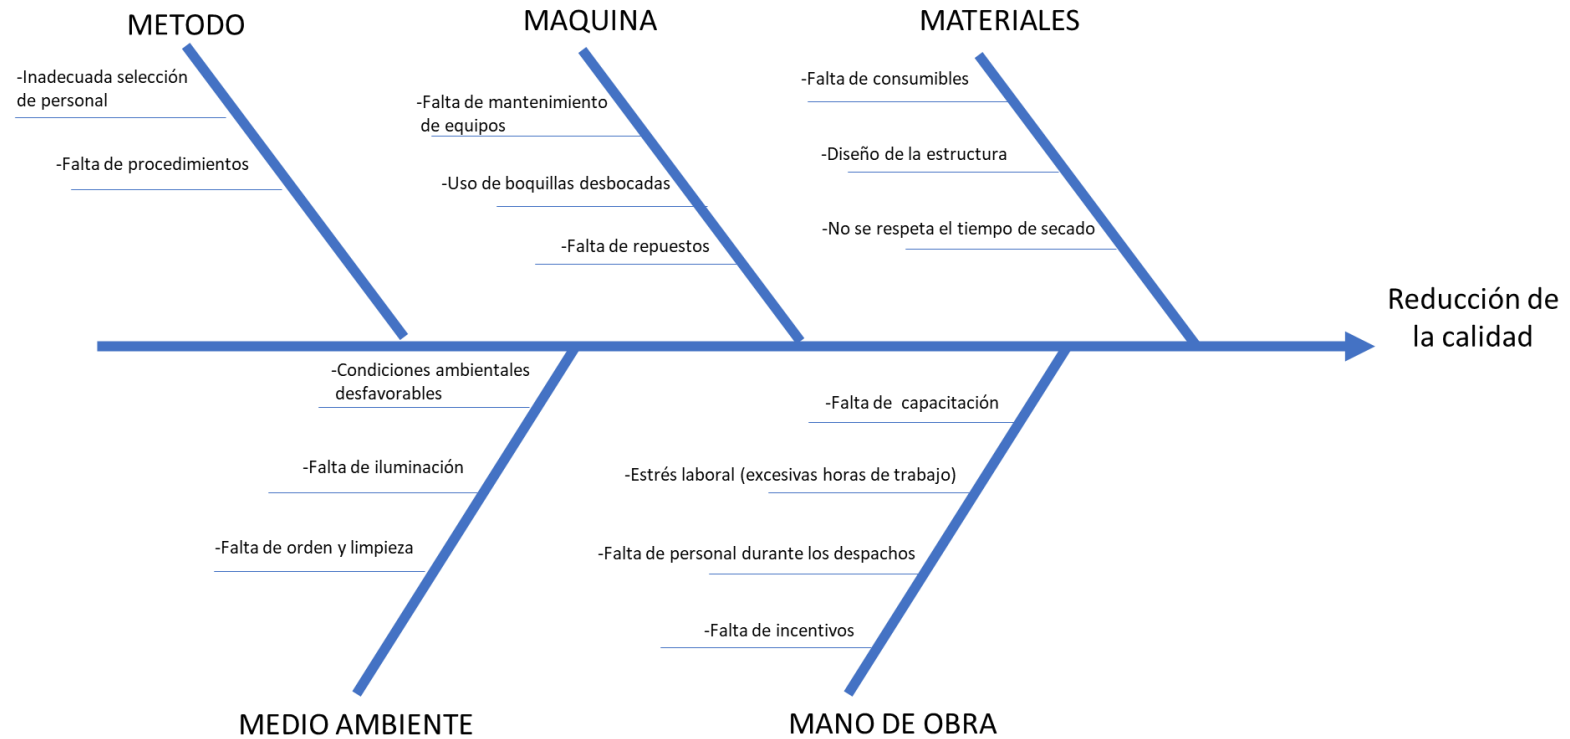 METODO
-Inadecuada selección
de personal
-Falta de procedimientos
MAQUINA
-Falta de mantenimiento
de equipos
-Uso de boquillas desbocadas
-Falta de repuestos
MATERIALES
-Falta de consumibles
-Diseño de la estructura
-No se respeta el tiempo de secado
Reducción de
la calidad
-Condiciones ambientales
desfavorables
-Falta de iluminación
-Falta de orden y limpieza
MEDIO AMBIENTE
-Falta de  capacitación
-Estrés laboral (excesivas horas de trabajo)
-Falta de personal durante los despachos
-Falta de incentivos
MANO DE OBRA